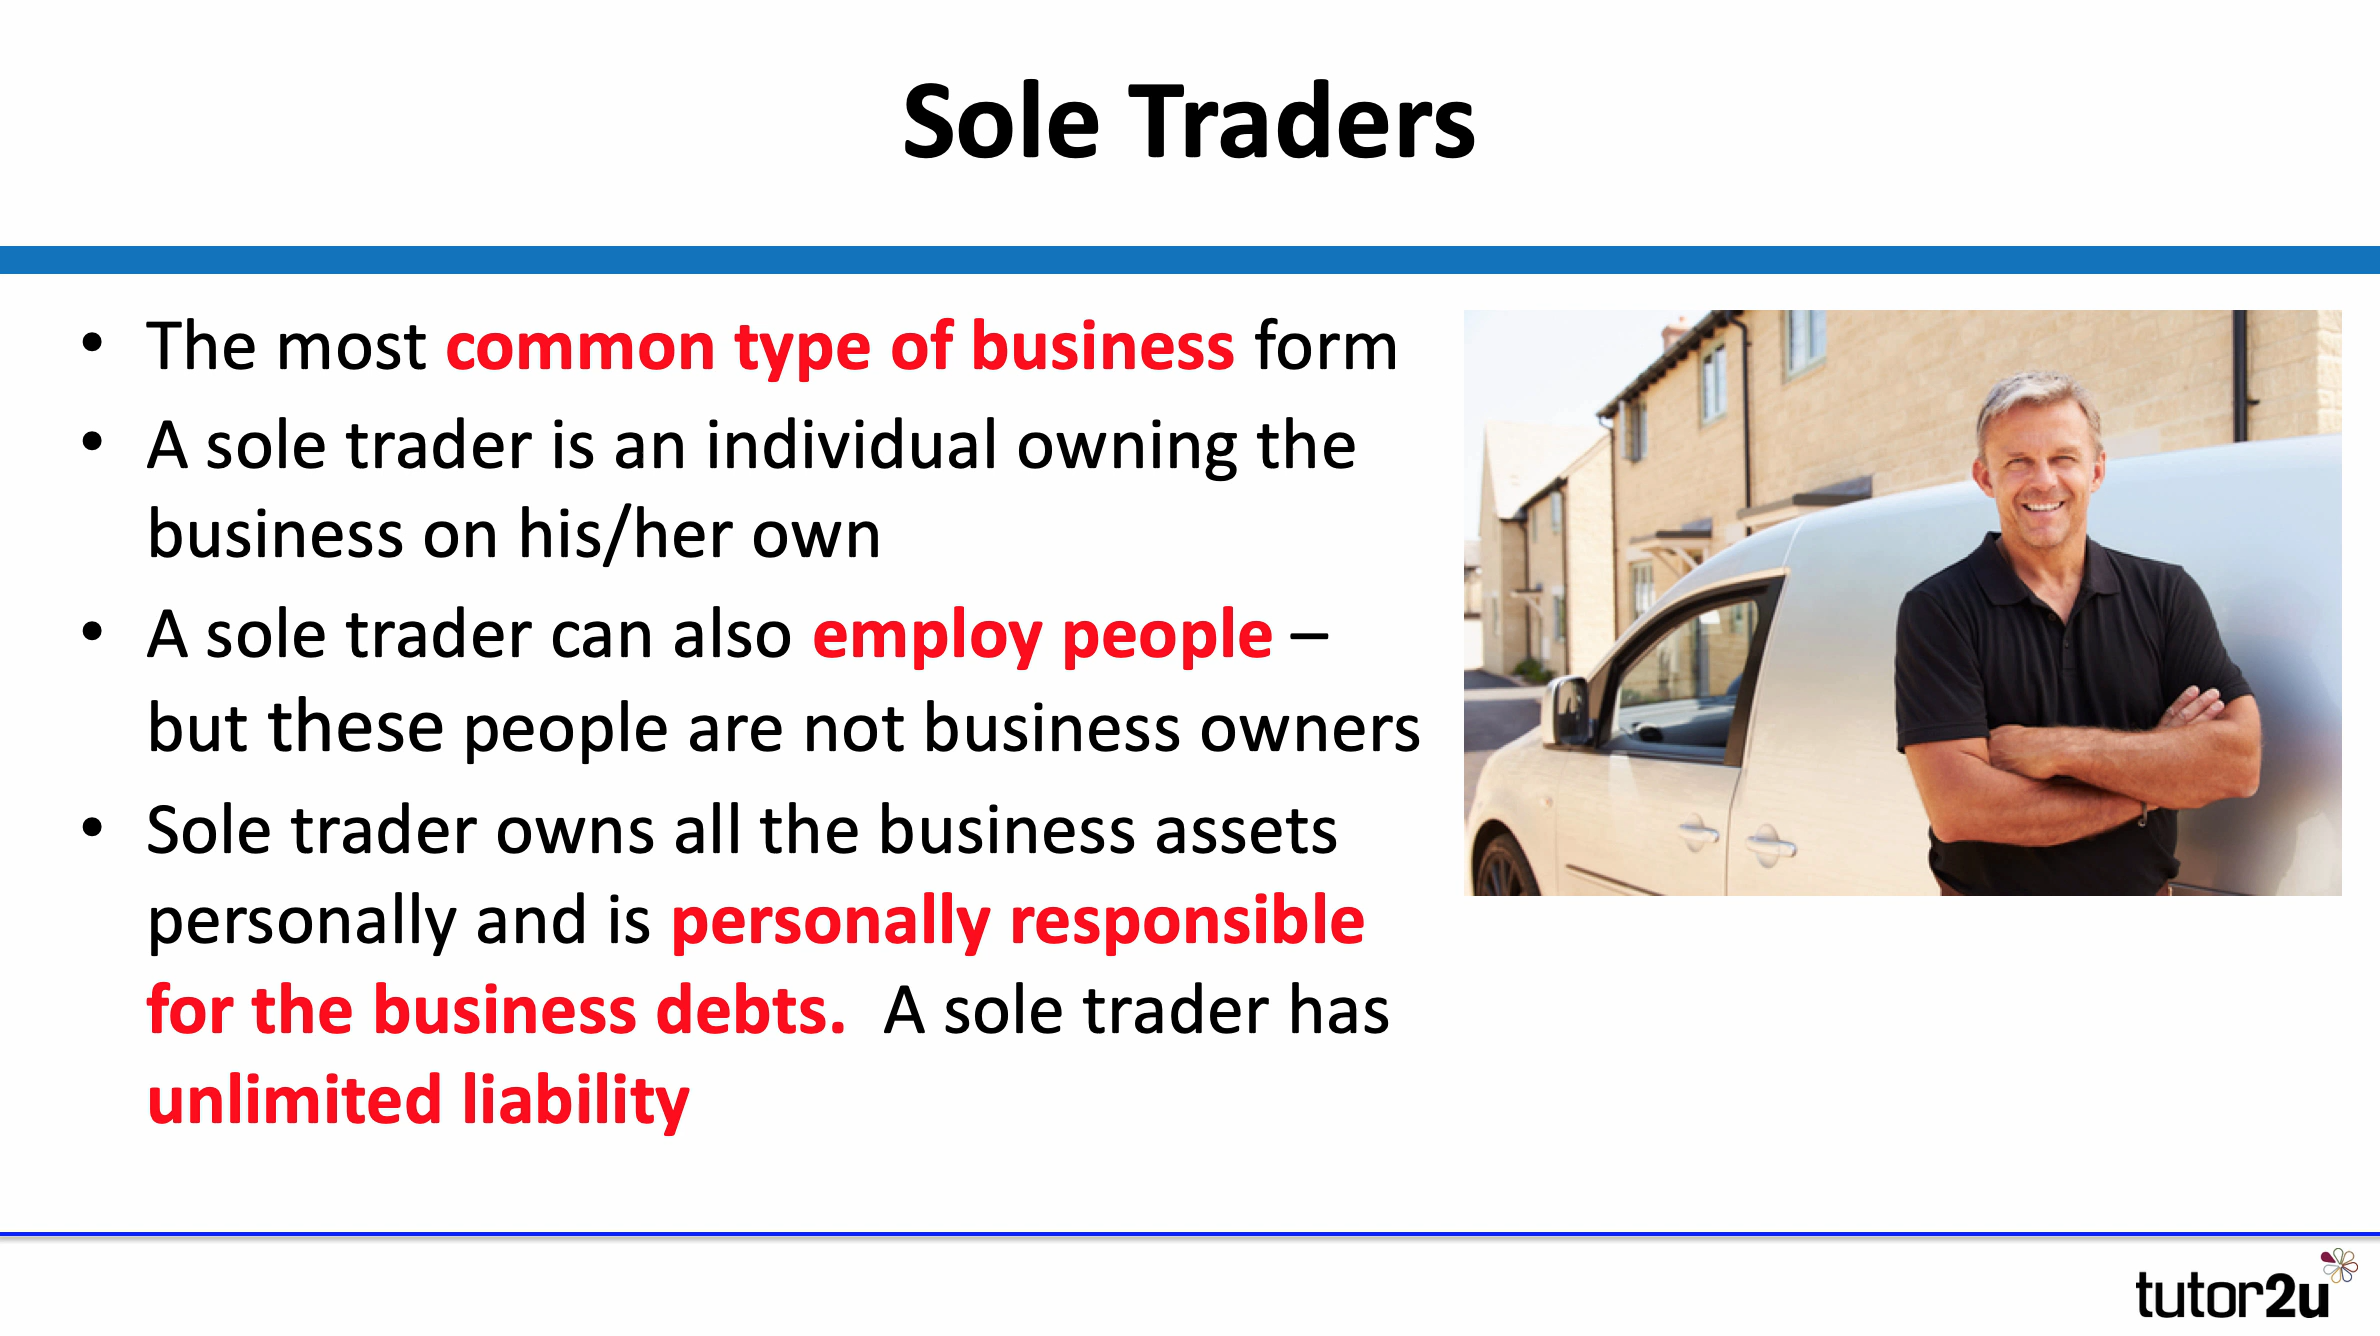 Sole Traders
• The most common type of business form
• A sole trader is an individual owning the
business on his/her own
• A sole trader can also employ people –
but these people are not business owners
• Sole trader owns all the business assets
personally and is personally responsible
for the business debts.  A sole trader has
unlimited liability
tutor2u